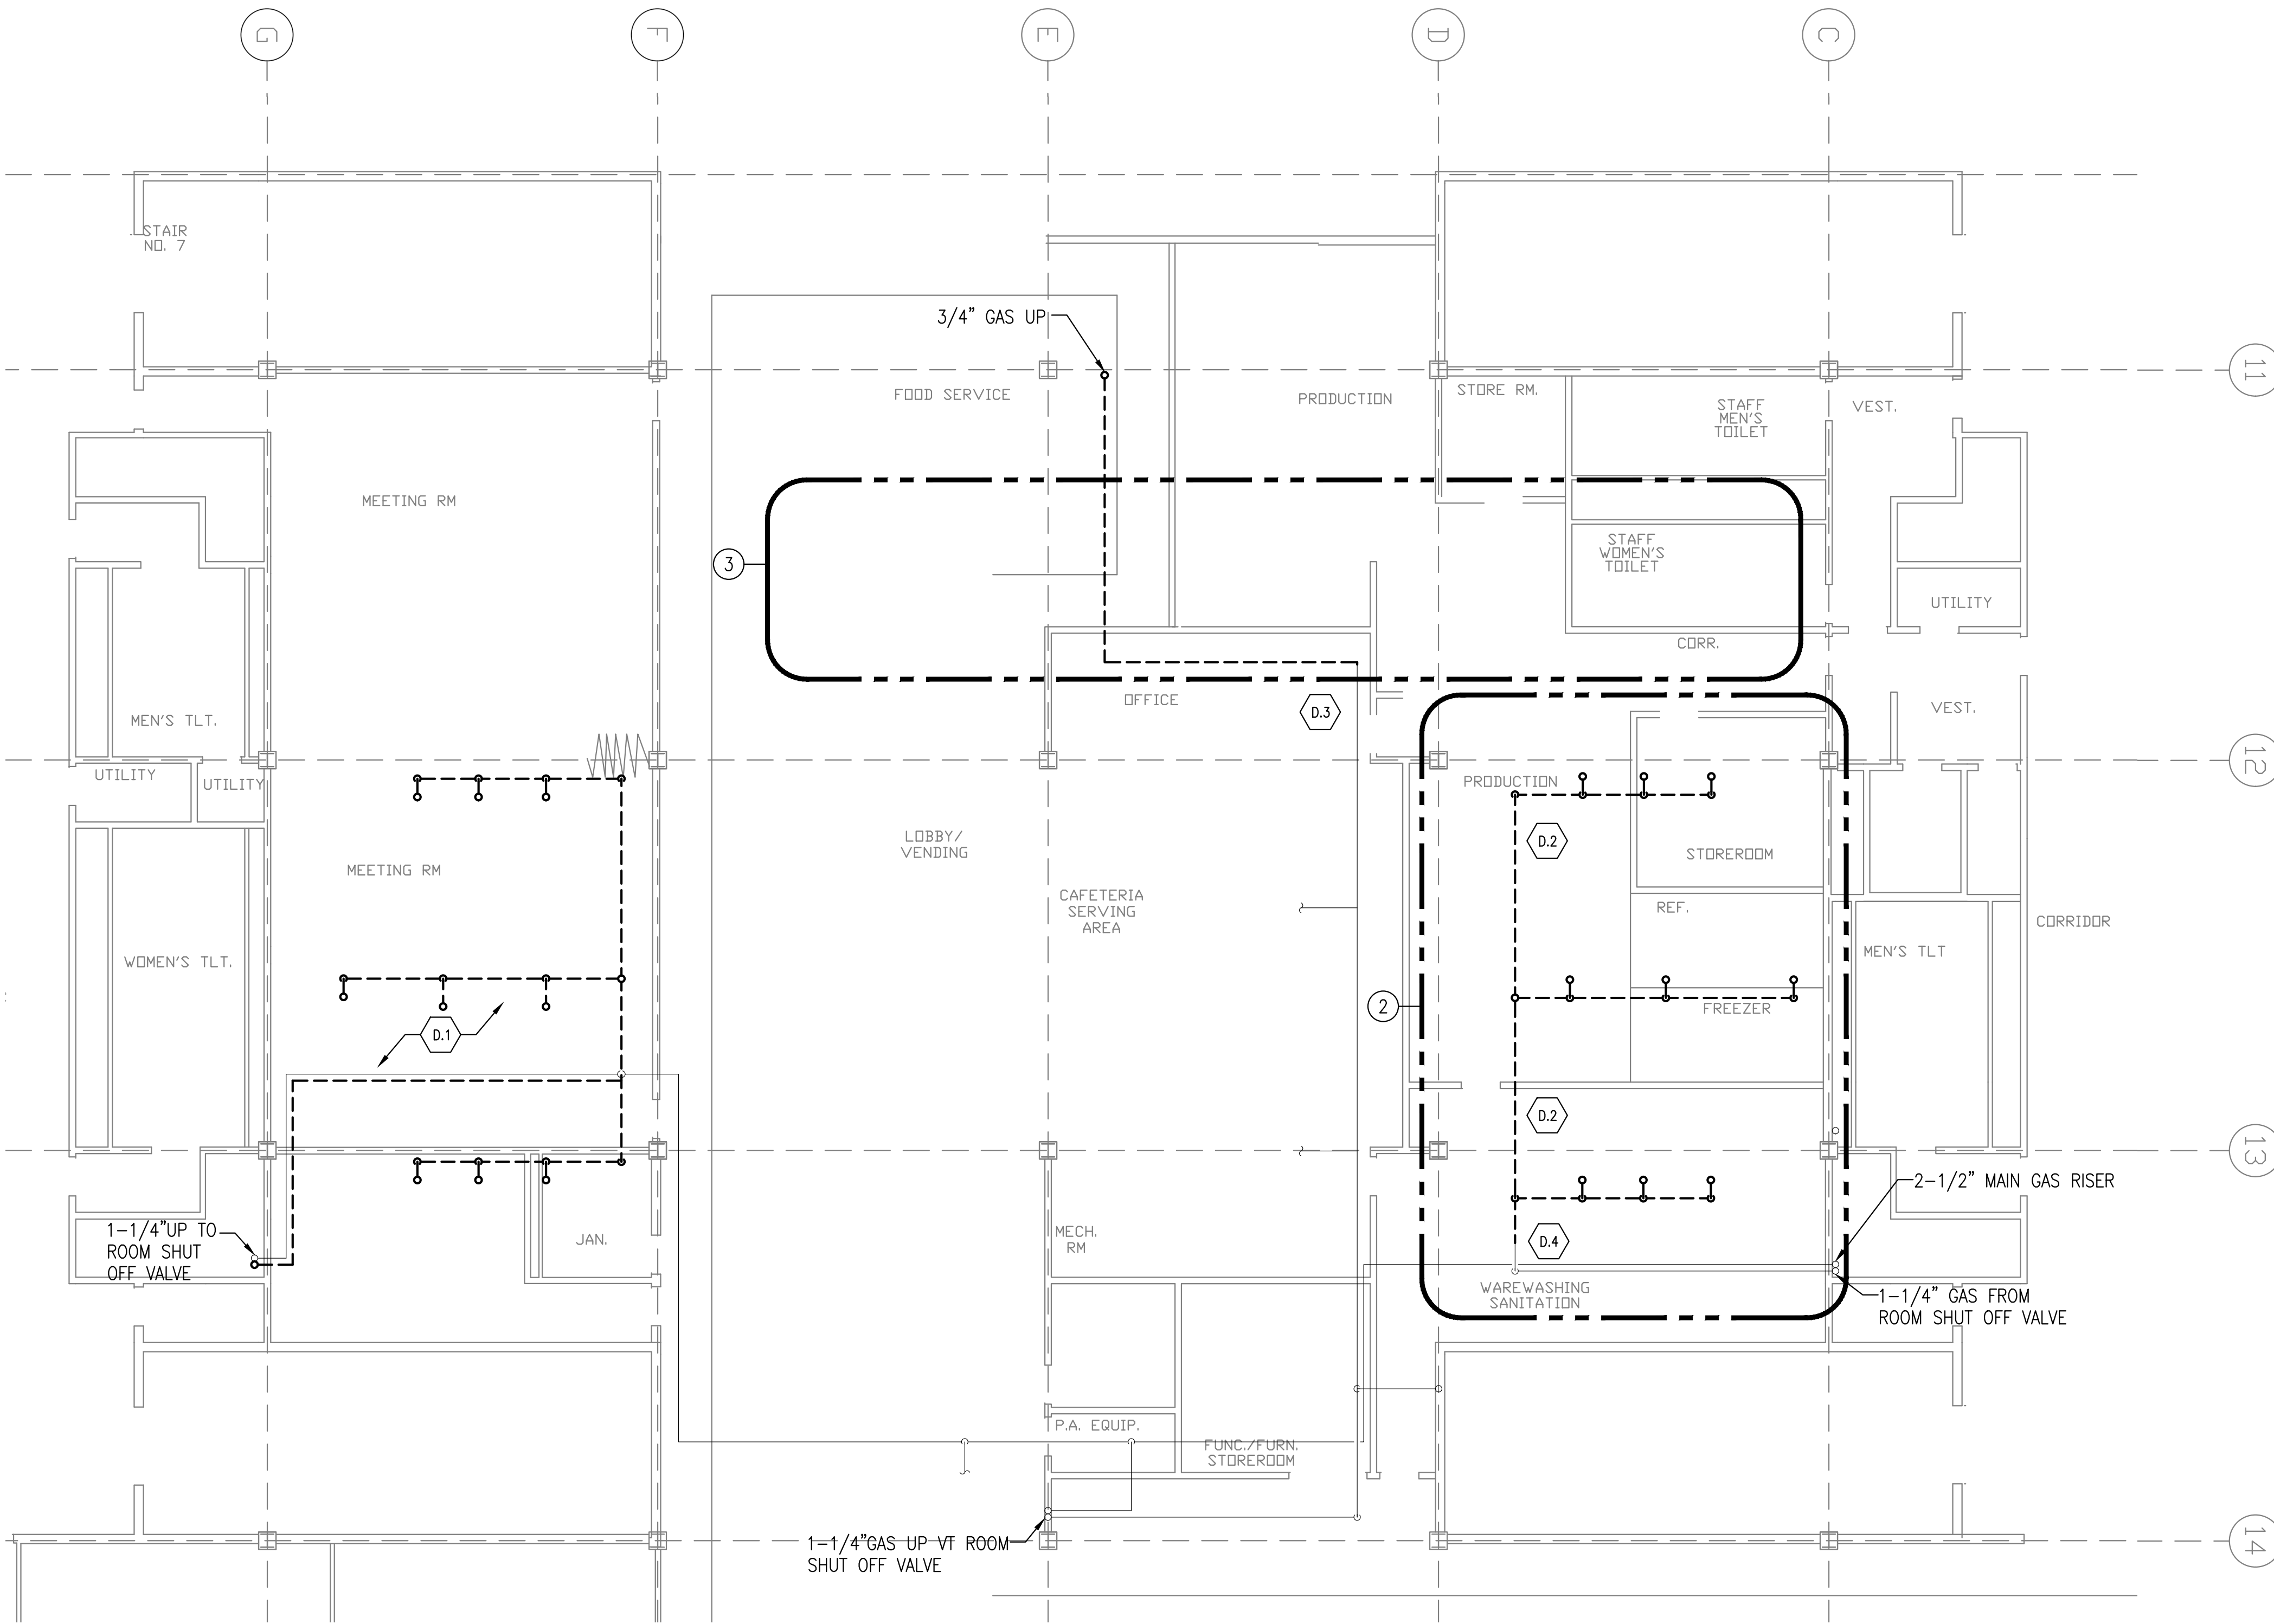 G
F
E
D
C
STAIR
NO. 7
3/4" GAS UP
11
FOOD SERVICE
PRODUCTION
STORE RM.
STAFF
MEN'S
TOILET
VEST.
MEETING RM
3
STAFF
WOMEN'S
TOILET
UTILITY
CORR.
OFFICE
D.3
MEN'S TLT.
VEST.
12
UTILITY
UTILITY
PRODUCTION
D.2
LOBBY/
VENDING
STOREROOM
MEETING RM
CAFETERIA
SERVING
AREA
REF.
CORRIDOR
MEN'S TLT
WOMEN'S TLT.
2
FREEZER
D.1
D.2
13
2-1/2" MAIN GAS RISER
1-1/4"UP TO
ROOM SHUT
OFF VALVE
JAN.
MECH.
RM
D.4
WAREWASHING
SANITATION
1-1/4" GAS FROM
ROOM SHUT OFF VALVE
P.A. EQUIP.
FUNC./FURN.
STOREROOM
1-1/4"GAS UP VT ROOM
SHUT OFF VALVE
14